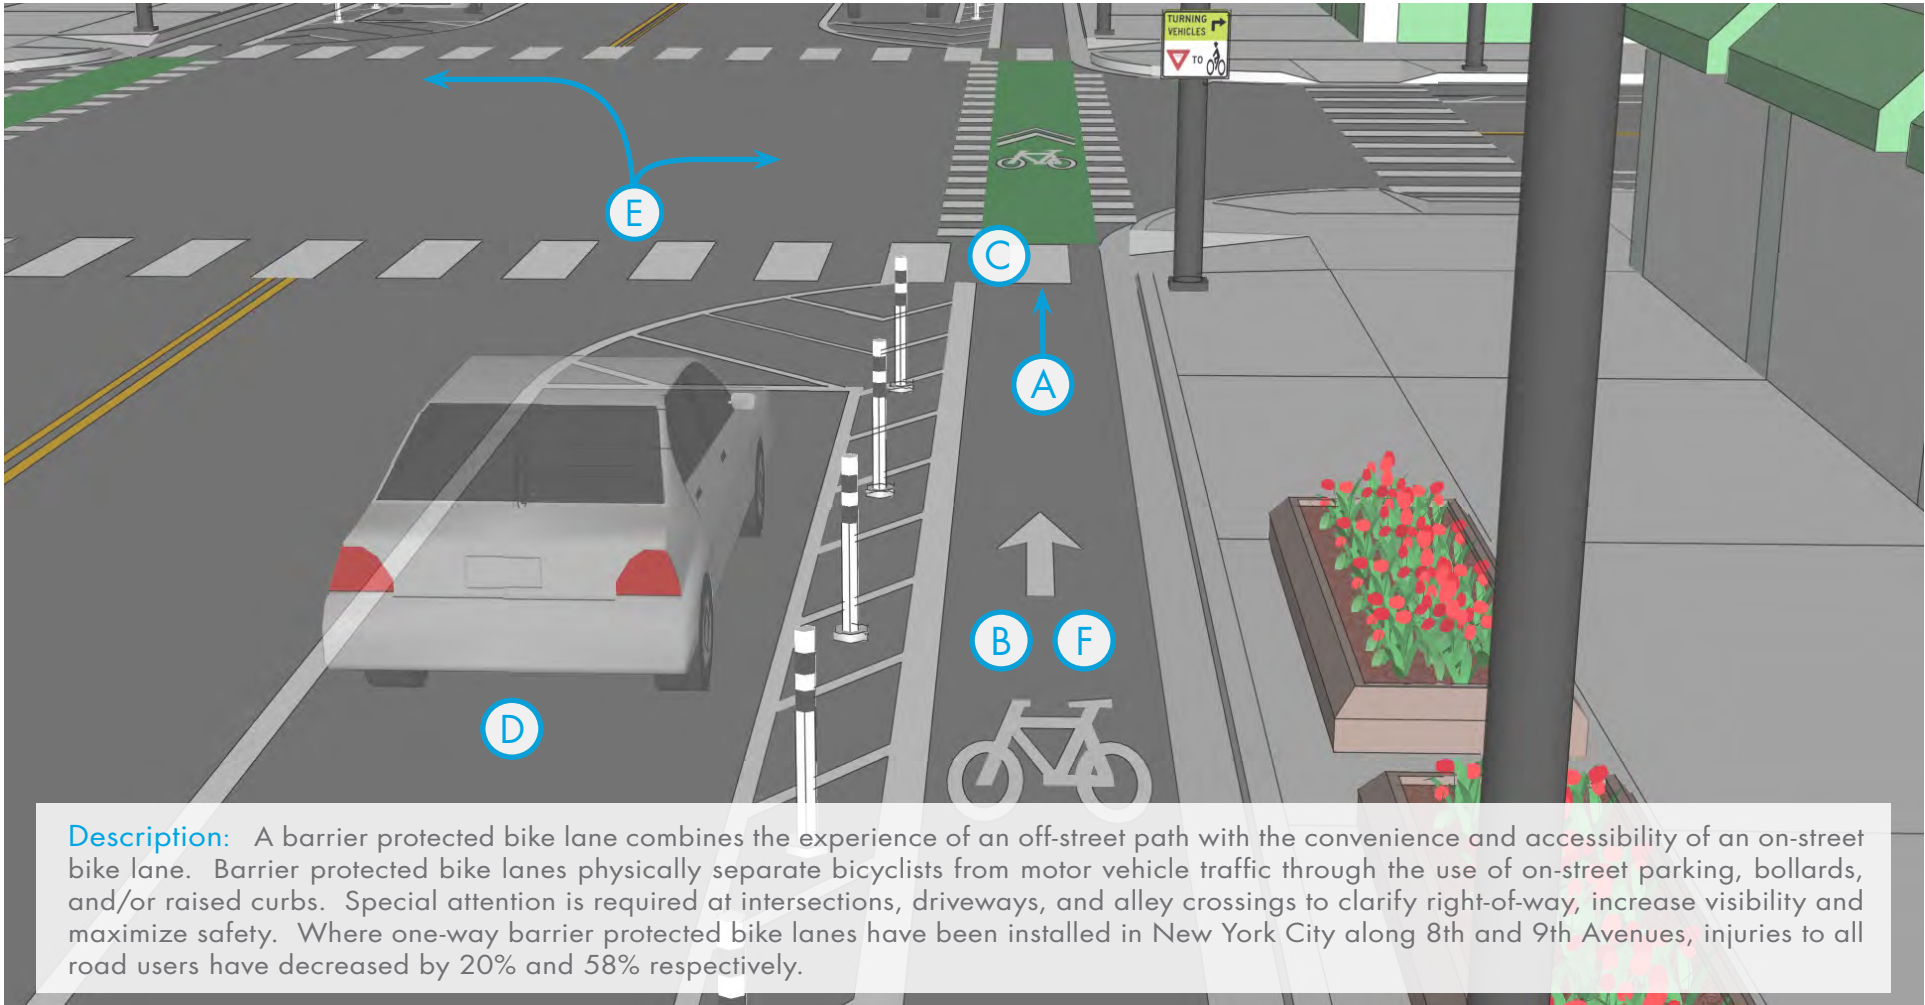 TURNING
VEHICLES
TO
E
C
A
B F
D
Description: A barrier protected bike lane combines the experience of an off-street path with the convenience and accessibility of an on-street
bike lane. Barrier protected bike lanes physically separate bicyclists from motor vehicle traffic through the use of on-street parking, bollards,
and/or raised curbs. Special attention is required at intersections, driveways, and alley crossings to clarify right-of-way, increase visibility and
maximize safety. Where one-way barrier protected bike lanes have been installed in New York City along 8th and 9th Avenues, injuries to all
road users have decreased by 20% and 58% respectively.